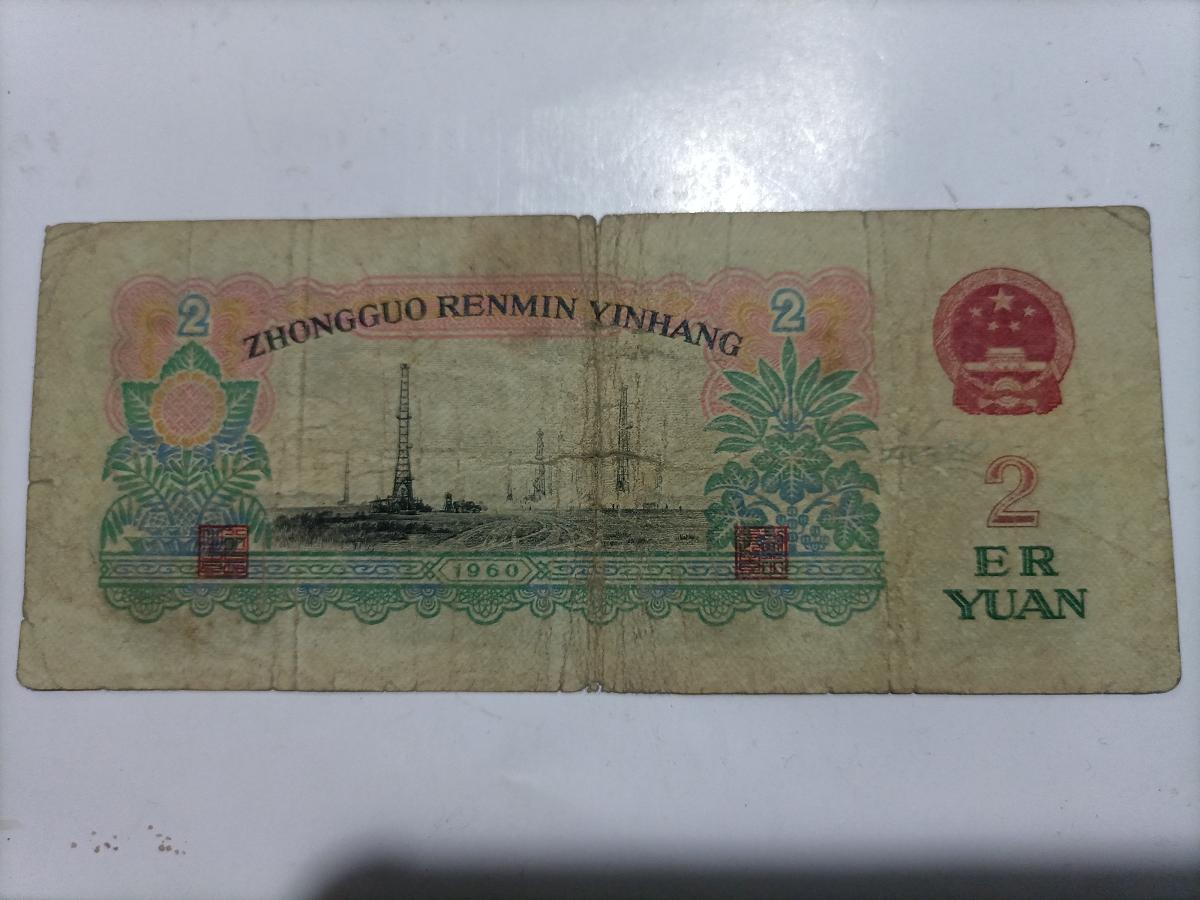 2
2
ZHONGGUO RENMIN YINHANG
1960
2
ER
YUAN